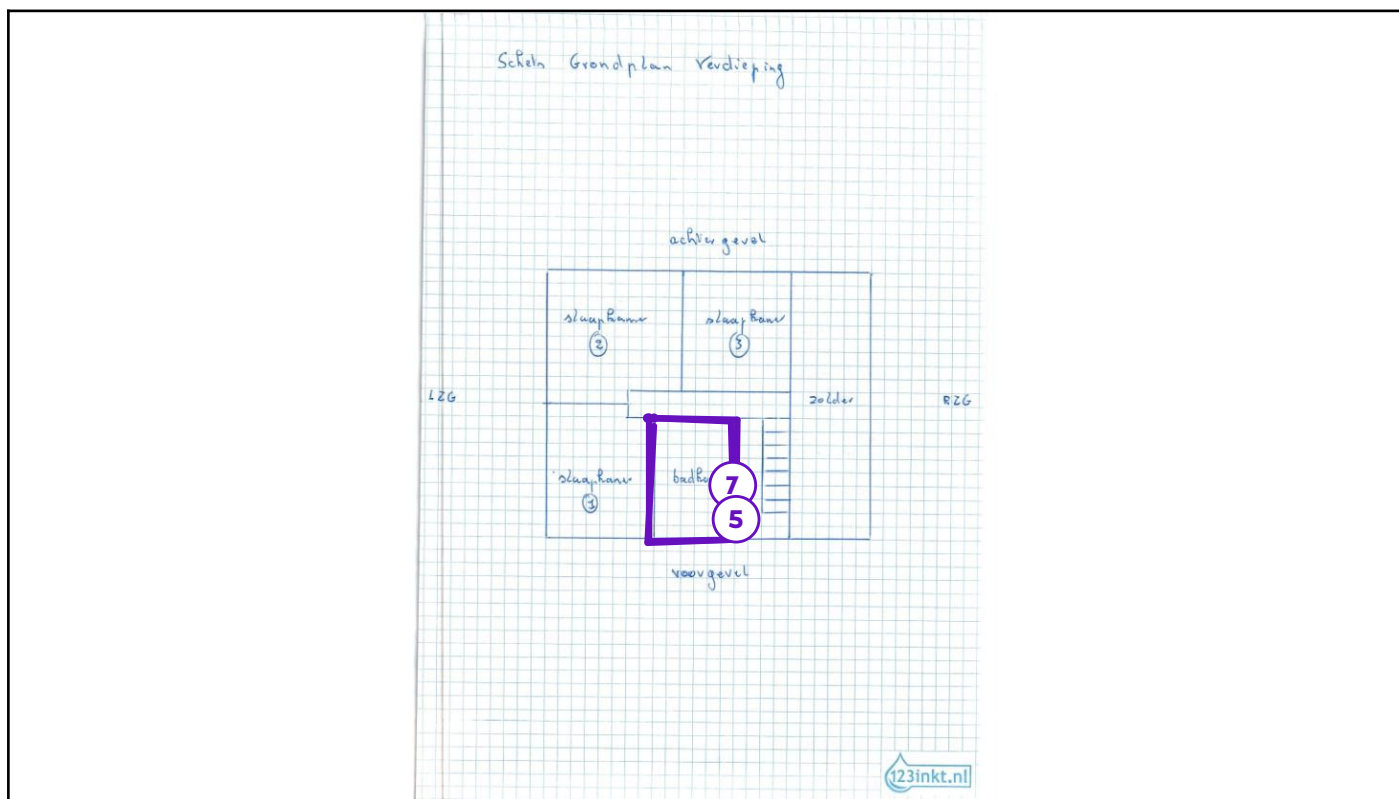 Schets Grondplan Verdieping
achtergevel
slaapkamer
2
slaapkamer
3
LZG
zolder
RZG
slaapkamer
1
7
5
voorgevel
123inkt.nl